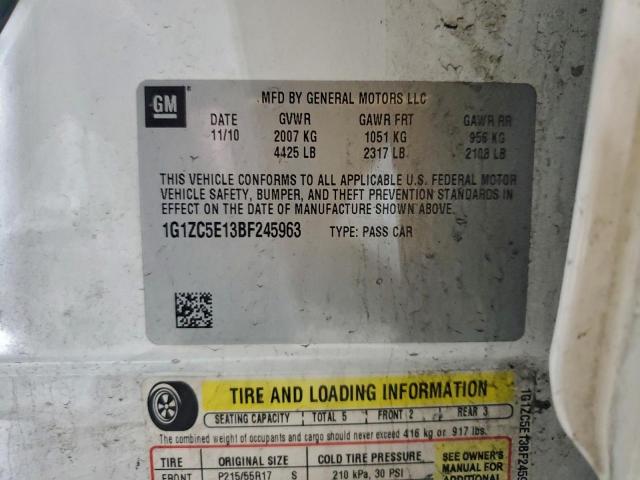 GM ® MFD BY GENERAL MOTORS LLC
DATE GVWR GAWR FRT GAWR RR
11/10 2007 KG 1051 KG 956 KG
4425 LB 2317 LB 2108 LB
THIS VEHICLE CONFORMS TO ALL APPLICABLE U.S. FEDERAL MOTOR
VEHICLE SAFETY, BUMPER, AND THEFT PREVENTION STANDARDS IN
EFFECT ON THE DATE OF MANUFACTURE SHOWN ABOVE.
1G1ZC5E13BF245963 TYPE: PASS CAR
TIRE AND LOADING INFORMATION
SEATING CAPACITY TOTAL 5 FRONT 2 REAR 3
The combined weight of occupants and cargo should never exceed 416 kg or 917 lbs.
TIRE ORIGINAL SIZE COLD TIRE PRESSURE
FRONT P215/55R17 S 210 kPa, 30 PSI
SEE OWNER'S
MANUAL FOR
ADDITIONAL
1G1ZC5E13BF2459